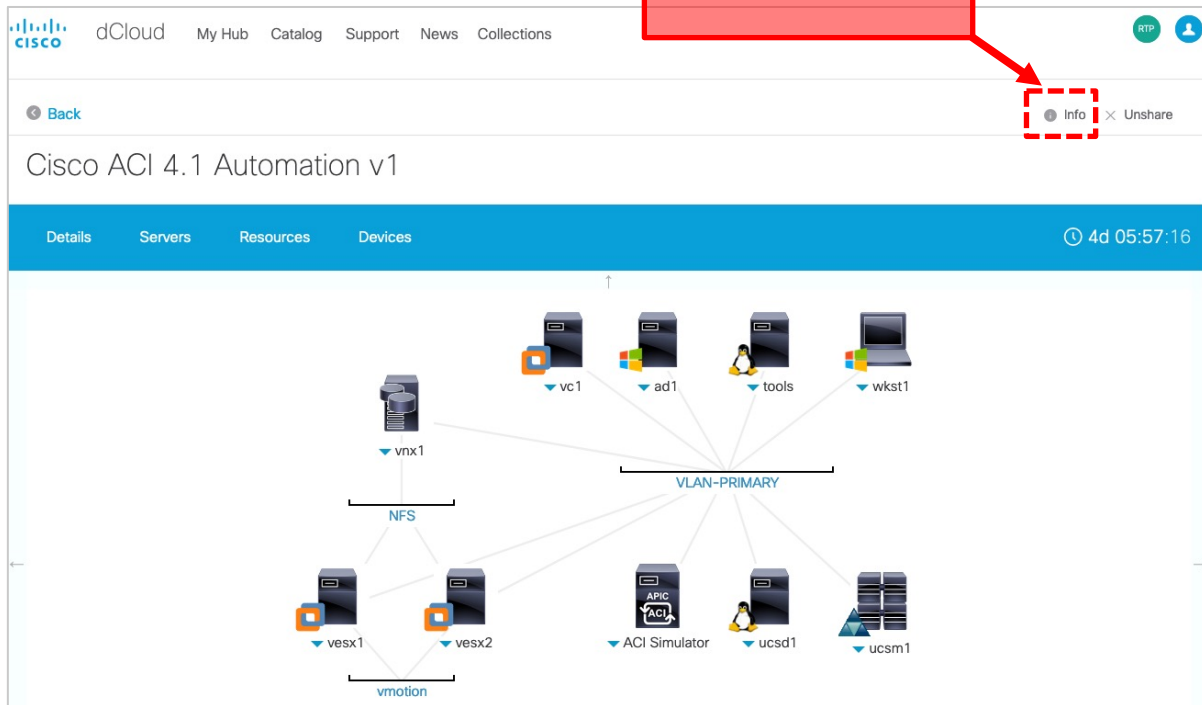 CISCO dCloud My Hub Catalog Support News Collections RTP
Back Info Unshare
Cisco ACI 4.1 Automation v1
Details Servers Resources Devices 4d 05:57:16
vc1 ad1 tools wkst1
vnx1
VLAN-PRIMARY
NFS
APIC
ACI
vesx1 vesx2 ACI Simulator ucsd1 ucsm1
vmotion